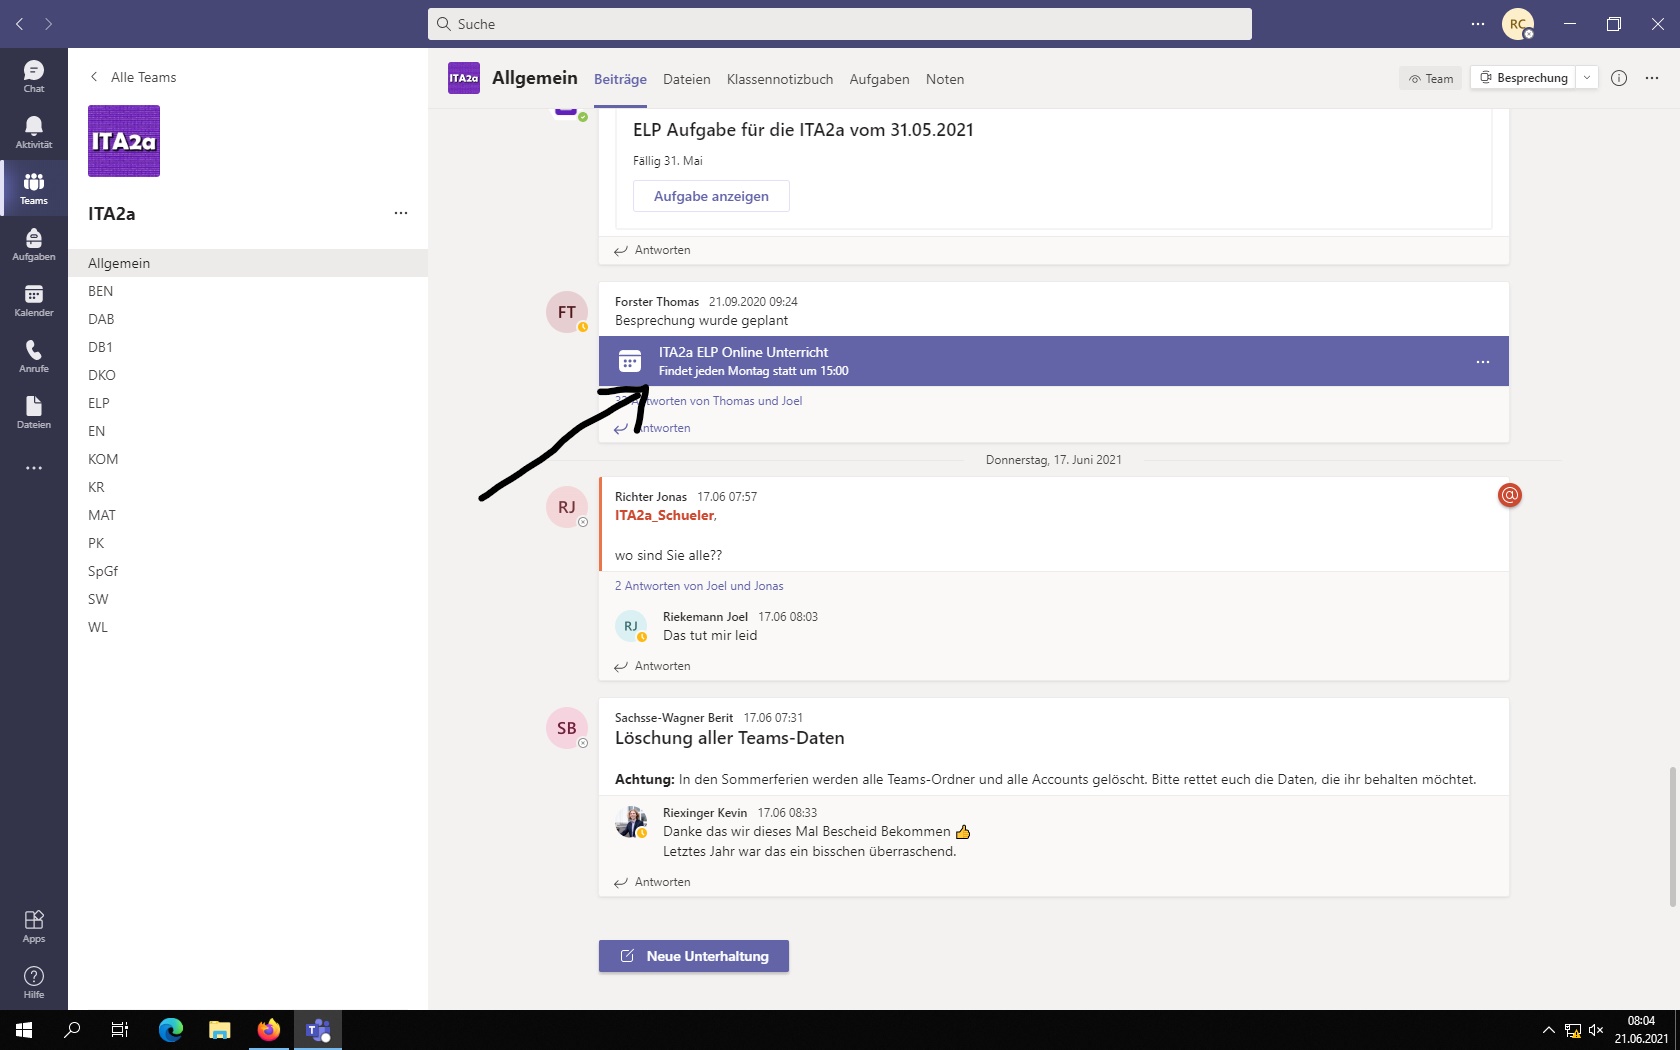 Suche
RC
Chat
Aktivität
Teams
Aufgaben
Kalender
Anrufe
Dateien
Apps
Hilfe
Alle Teams
ITA2a
ITA2a
Allgemein
BEN
DAB
DB1
DKO
ELP
EN
KOM
KR
MAT
PK
SpGf
SW
WL
ITA2a
Allgemein
Beiträge
Dateien
Klassennotizbuch
Aufgaben
Noten
Team
Besprechung
ELP Aufgabe für die ITA2a vom 31.05.2021
Fällig 31. Mai
Aufgabe anzeigen
Antworten
FT
Forster Thomas 21.09.2020 09:24
Besprechung wurde geplant
ITA2a ELP Online Unterricht
Findet jeden Montag statt um 15:00
Antworten von Thomas und Joel
Antworten
Donnerstag, 17. Juni 2021
RJ
Richter Jonas 17.06 07:57
@
ITA2a_Schueler,
wo sind Sie alle??
2 Antworten von Joel und Jonas
RJ
Riekemann Joel 17.06 08:03
Das tut mir leid
Antworten
SB
Sachsse-Wagner Berit 17.06 07:31
Löschung aller Teams-Daten
Achtung: In den Sommerferien werden alle Teams-Ordner und alle Accounts gelöscht. Bitte rettet euch die Daten, die ihr behalten möchtet.
Riexinger Kevin 17.06 08:33
Danke das wir dieses Mal Bescheid Bekommen 👍
Letztes Jahr war das ein bisschen überraschend.
Antworten
Neue Unterhaltung
08:04
21.06.2021